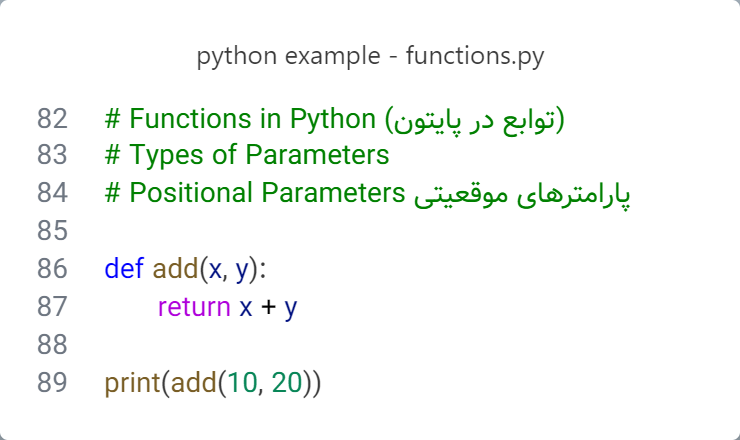 python example - functions.py
82 # Functions in Python (توابع در پایتون)
83 # Types of Parameters
84 # Positional Parameters پارامترهای موقعیتی
85
86 def add(x, y):
87 return x + y
88
89 print(add(10, 20))